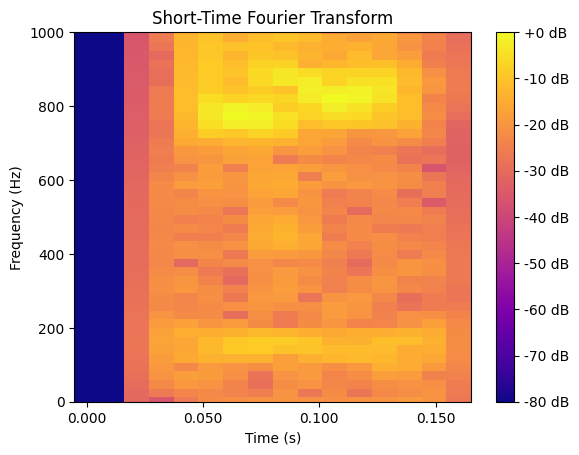 Short-Time Fourier Transform
Frequency (Hz)
1000
800
600
400
200
0
0.000
0.050
0.100
0.150
Time (s)
+0 dB
-10 dB
-20 dB
-30 dB
-40 dB
-50 dB
-60 dB
-70 dB
-80 dB